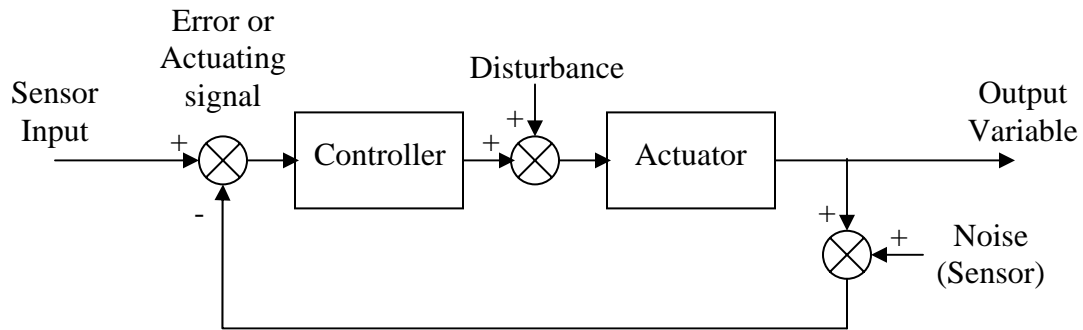 Error or
Actuating
signal
Sensor
Input
Disturbance
Output
Variable
+
+
+
Controller
Actuator
-
+
+
Noise
(Sensor)